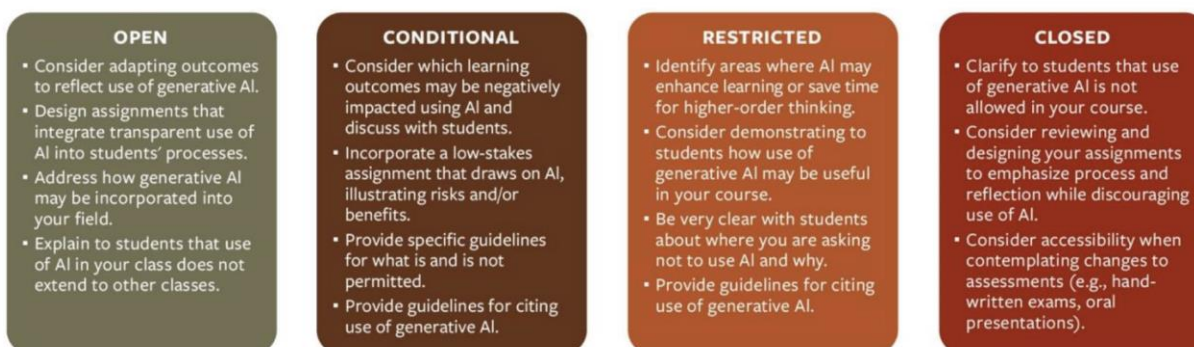 OPEN
▪ Consider adapting outcomes
to reflect use of generative AI.
▪ Design assignments that
integrate transparent use of
AI into students' processes.
▪ Address how generative AI
may be incorporated into
your field.
▪ Explain to students that use
of AI in your class does not
extend to other classes.
CONDITIONAL
▪ Consider which learning
outcomes may be negatively
impacted using AI and
discuss with students.
▪ Incorporate a low-stakes
assignment that draws on AI,
illustrating risks and/or
benefits.
▪ Provide specific guidelines
for what is and is not
permitted.
▪ Provide guidelines for citing
use of generative AI.
RESTRICTED
▪ Identify areas where AI may
enhance learning or save time
for higher-order thinking.
▪ Consider demonstrating to
students how use of
generative AI may be useful
in your course.
▪ Be very clear with students
about where you are asking
not to use AI and why.
▪ Provide guidelines for citing
use of generative AI.
CLOSED
▪ Clarify to students that use
of generative AI is not
allowed in your course.
▪ Consider reviewing and
designing your assignments
to emphasize process and
reflection while discouraging
use of AI.
▪ Consider accessibility when
contemplating changes to
assessments (e.g., hand-
written exams, oral
presentations).